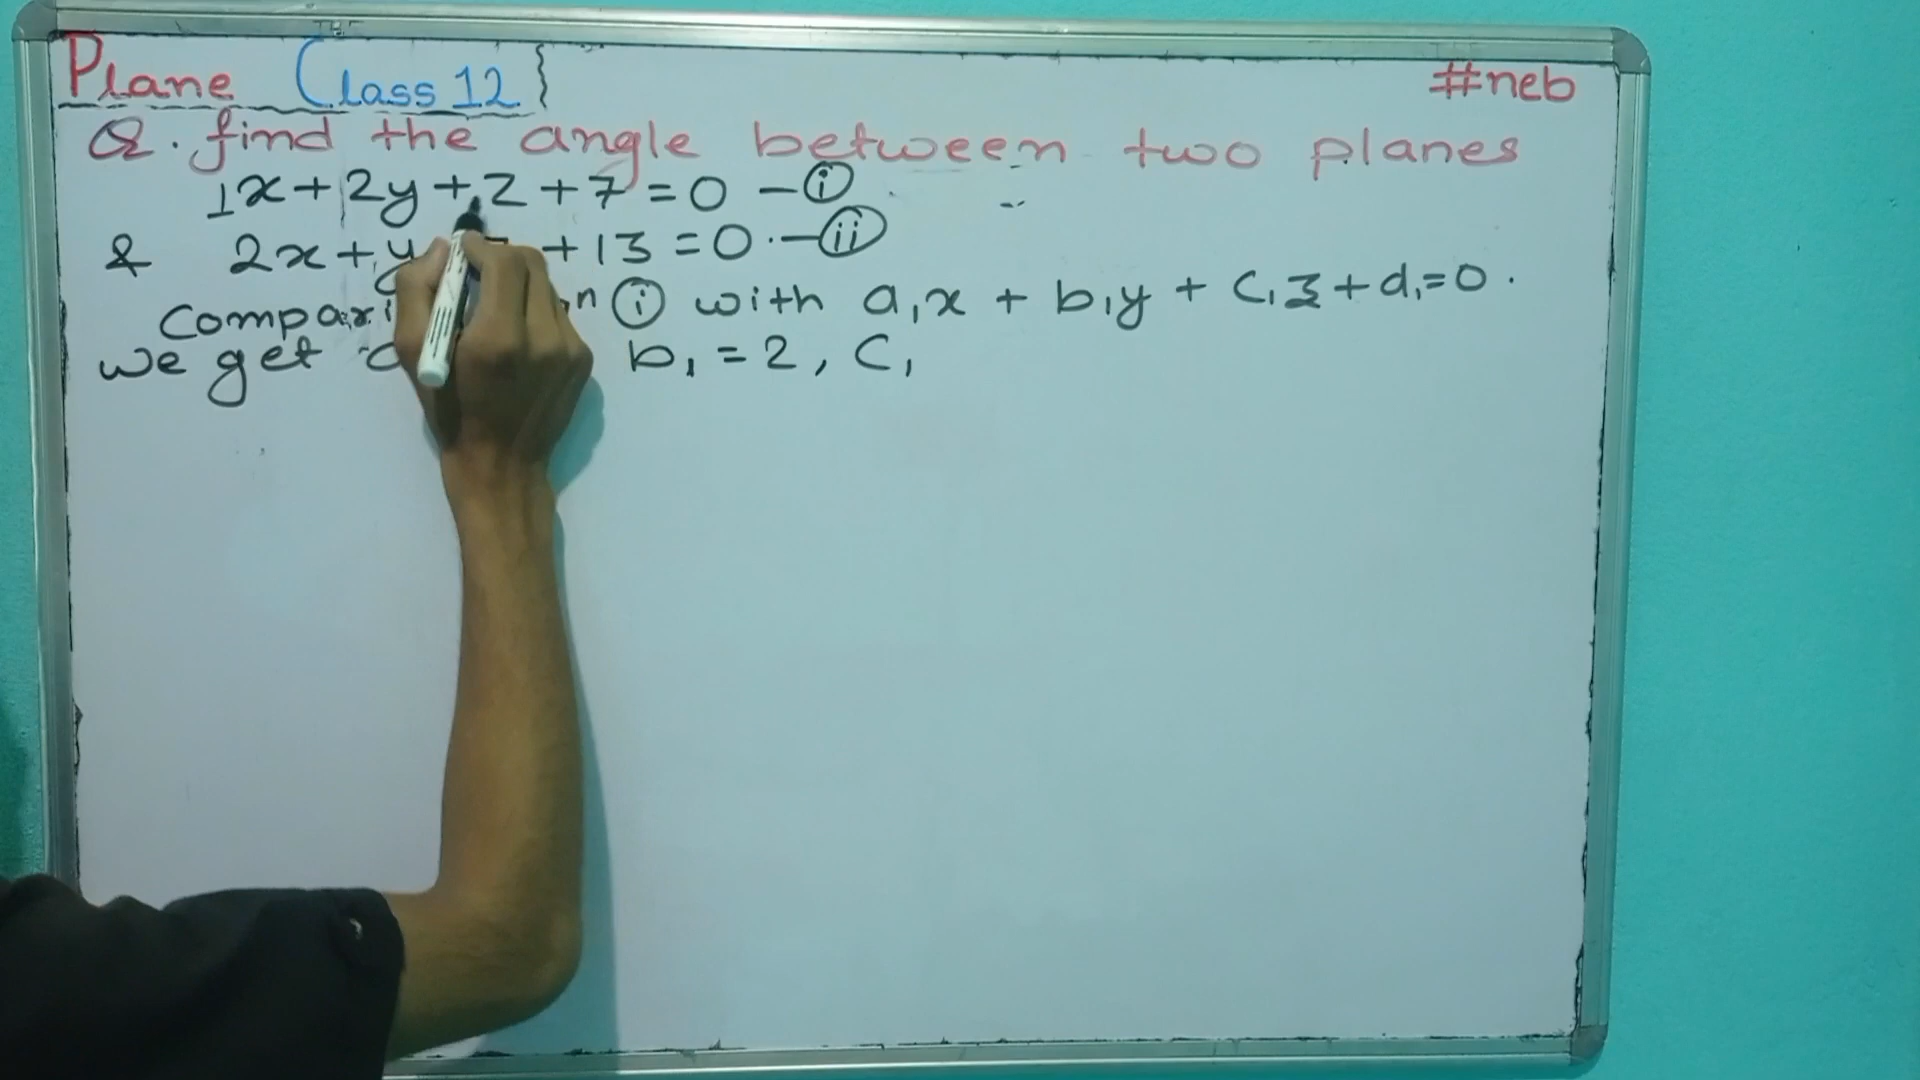 Plane Class 12 } #neb
Q. find the angle between two planes
1x + 2y + z + 7 = 0 - (i)
& 2x + y + 13 = 0. - (ii)
n (i) with a₁x + b₁y + c₁z + d₁ = 0.
we get b₁ = 2, c₁